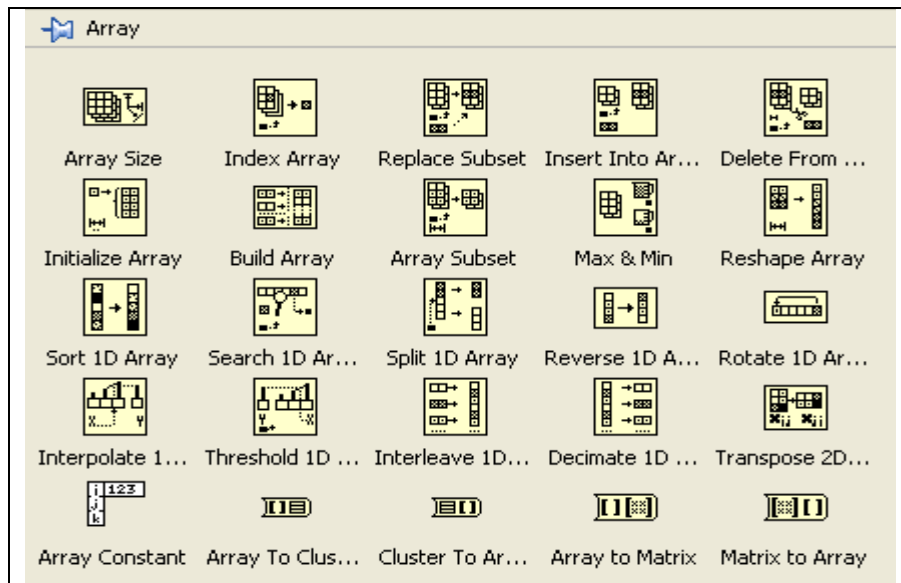 Array
Array Size Index Array Replace Subset Insert Into Ar... Delete From ...
Initialize Array Build Array Array Subset Max & Min Reshape Array
Sort 1D Array Search 1D Ar... Split 1D Array Reverse 1D A... Rotate 1D Ar...
X Y Y X X i j X j i
Interpolate 1... Threshold 1D ... Interleave 1D... Decimate 1D ... Transpose 2D...
i 123
j
k
Array Constant Array To Clus... Cluster To Ar... Array to Matrix Matrix to Array